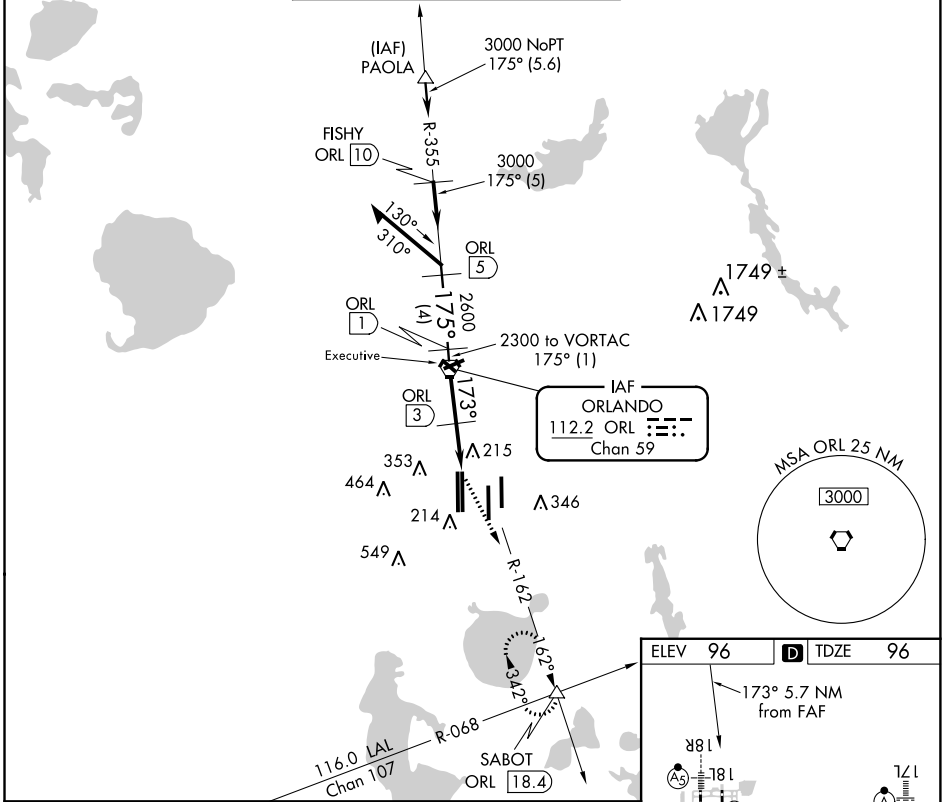 (IAF)
PAOLA
3000 NoPT
175° (5.6)
R-355
FISHY
ORL 10
3000
175° (5)
130°
310°
ORL
5
2600
175°
(4)
ORL
1
2300 to VORTAC
175° (1)
Executive
173°
ORL
3
IAF
ORLANDO
112.2 ORL
Chan 59
1749 ±
1749
215
353
464
214
346
549
MSA ORL 25 NM
3000
R-162
162°
342°
116.0 LAL
Chan 107
R-068
SABOT
ORL 18.4
ELEV 96 D TDZE 96
173° 5.7 NM
from FAF
18R
18L
17L
A5
A